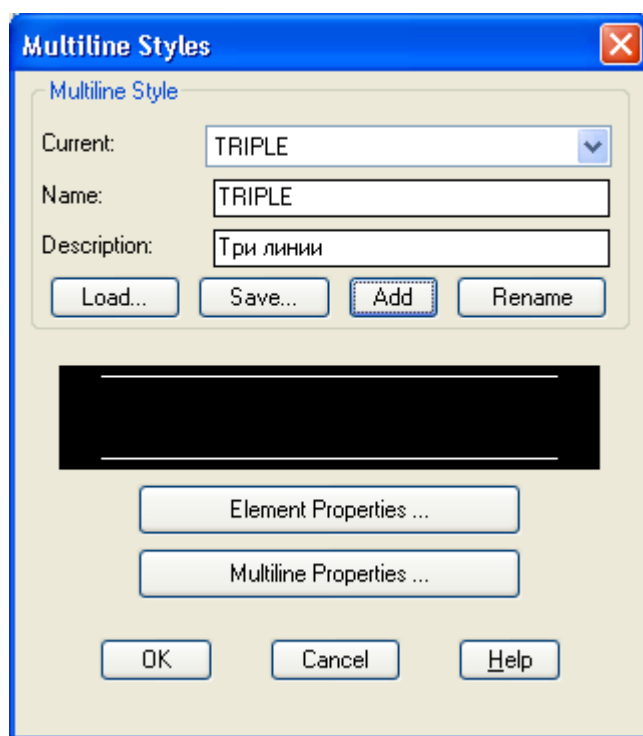 Multiline Styles
Multiline Style
Current: TRIPLE
Name: TRIPLE
Description: Три линии
Load... Save... Add Rename
Element Properties ...
Multiline Properties ...
OK Cancel Help